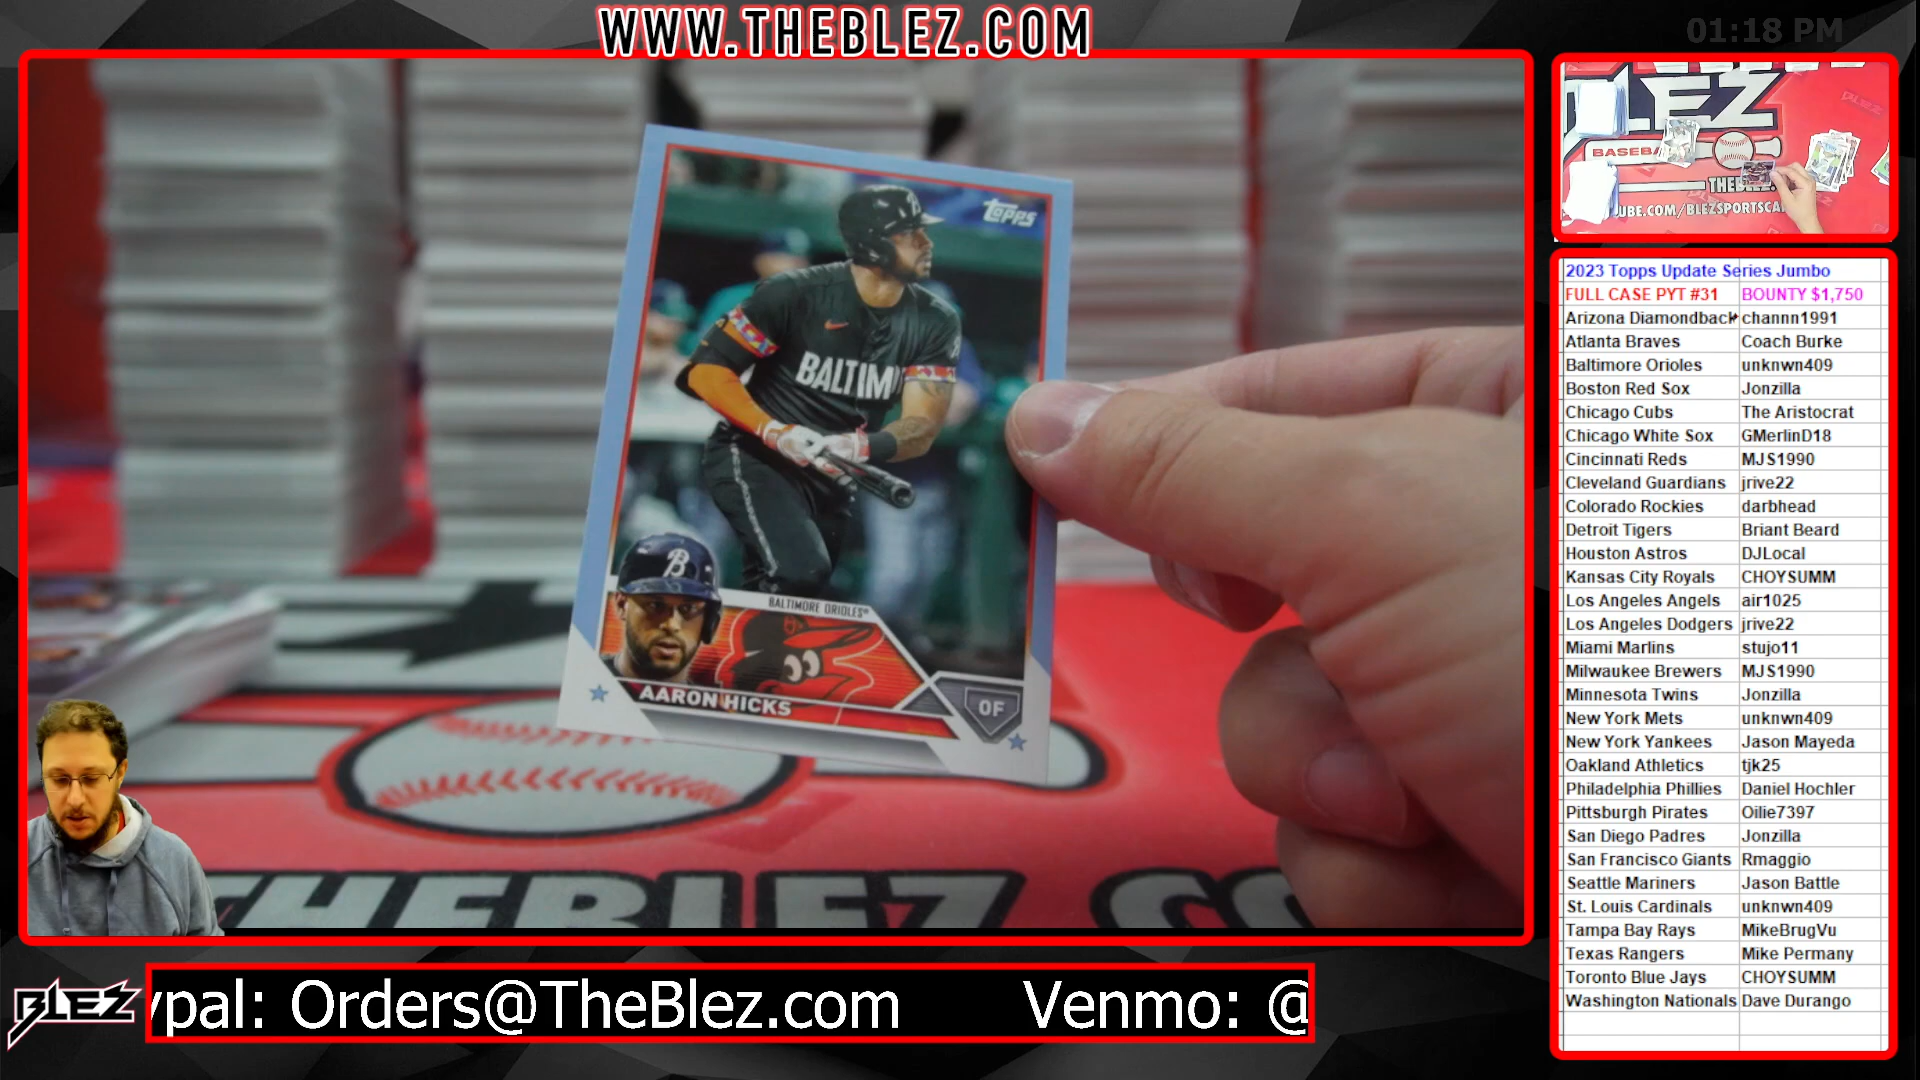 WWW.THEBLEZ.COM
01:18 PM
topps
BALTIM
BALTIMORE ORIOLES
AARON HICKS
OF
THEBLEZ CO
BLEZ
BASEBA
THEB
UBE.COM/BLEZSPORTSCA
2023 Topps Update Series Jumbo
FULL CASE PYT #31 BOUNTY $1,750
Arizona Diamondback channn1991
Atlanta Braves Coach Burke
Baltimore Orioles unknwn409
Boston Red Sox Jonzilla
Chicago Cubs The Aristocrat
Chicago White Sox GMerlinD18
Cincinnati Reds MJS1990
Cleveland Guardians jrive22
Colorado Rockies darbhead
Detroit Tigers Briant Beard
Houston Astros DJLocal
Kansas City Royals CHOYSUMM
Los Angeles Angels air1025
Los Angeles Dodgers jrive22
Miami Marlins stujo11
Milwaukee Brewers MJS1990
Minnesota Twins Jonzilla
New York Mets unknwn409
New York Yankees Jason Mayeda
Oakland Athletics tjk25
Philadelphia Phillies Daniel Hochler
Pittsburgh Pirates Oilie7397
San Diego Padres Jonzilla
San Francisco Giants Rmaggio
Seattle Mariners Jason Battle
St. Louis Cardinals unknwn409
Tampa Bay Rays MikeBrugVu
Texas Rangers Mike Permany
Toronto Blue Jays CHOYSUMM
Washington Nationals Dave Durango
BLEZ
ypal: Orders@TheBlez.com Venmo: @